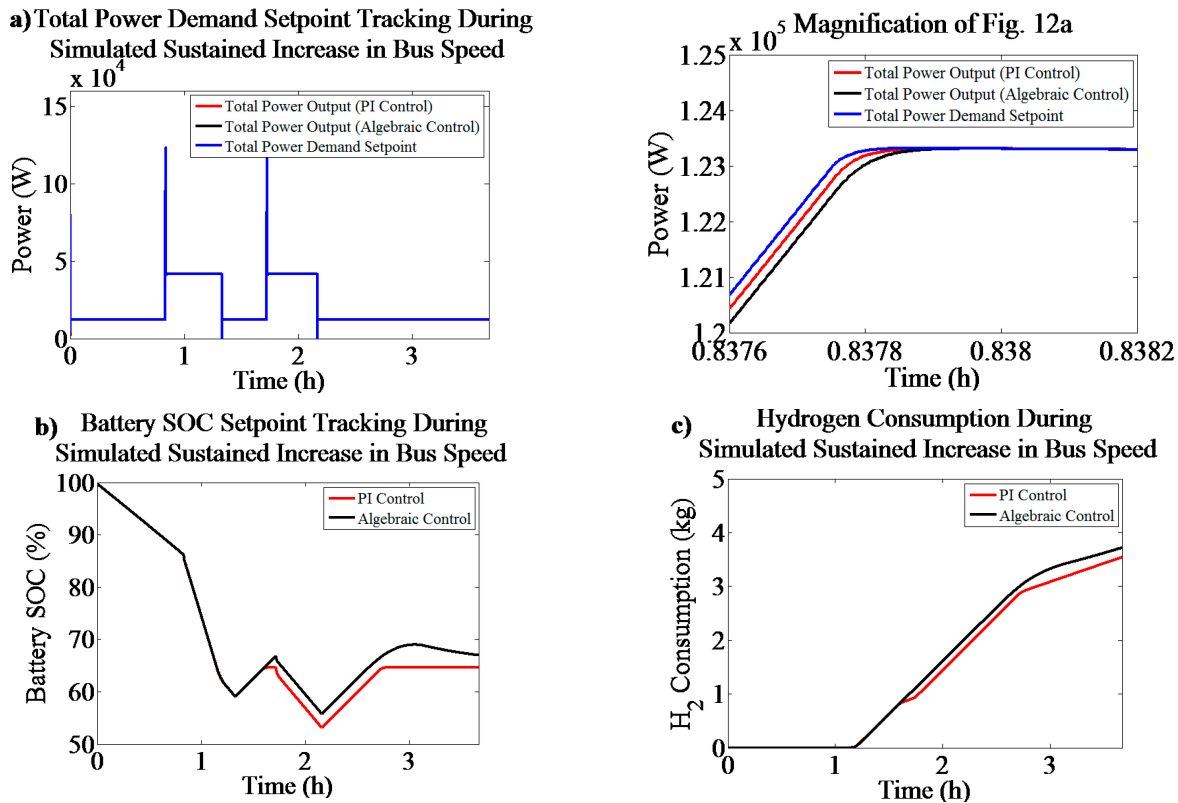 a) Total Power Demand Setpoint Tracking During
Simulated Sustained Increase in Bus Speed
x 10⁴
Total Power Output (PI Control)
Total Power Output (Algebraic Control)
Total Power Demand Setpoint
15
10
5
0
Power (W)
0 1 2 3
Time (h)
Magnification of Fig. 12a
x 10⁵
1.25
1.24
1.23
1.22
1.21
1.2
Total Power Output (PI Control)
Total Power Output (Algebraic Control)
Total Power Demand Setpoint
Power (W)
0.8376 0.8378 0.838 0.8382
Time (h)
b) Battery SOC Setpoint Tracking During
Simulated Sustained Increase in Bus Speed
100
90
80
70
60
50
PI Control
Algebraic Control
Battery SOC (%)
0 1 2 3
Time (h)
c) Hydrogen Consumption During
Simulated Sustained Increase in Bus Speed
5
4
3
2
1
0
PI Control
Algebraic Control
H₂ Consumption (kg)
0 1 2 3
Time (h)